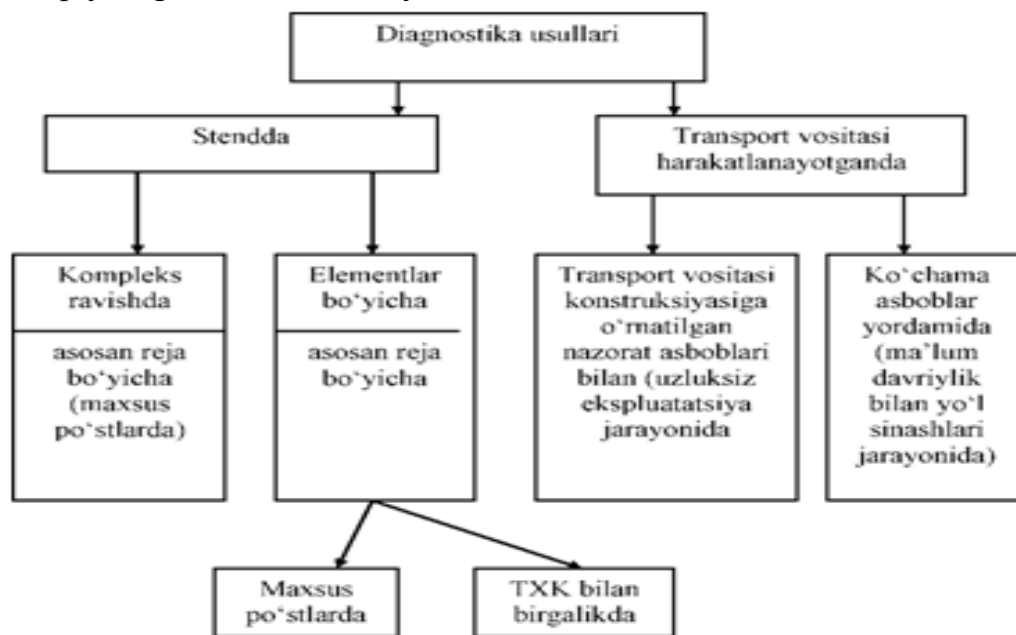 Diagnostika usullari
Stendda
Transport vositasi
harakatlanayotganda
Kompleks
ravishda
asosan reja
bo‘yicha
(maxsus
po‘stlarda)
Elementlar
bo‘yicha
asosan reja
bo‘yicha
Transport vositasi
konstruksiyasiga
o‘rnatilgan
nazorat asboblari
bilan (uzluksiz
ekspluatatsiya
jarayonida
Ko‘chama
asboblar
yordamida
(ma’lum
davriylik
bilan yo‘l
sinashlari
jarayonida)
Maxsus
po‘stlarda
TXK bilan
birgalikda